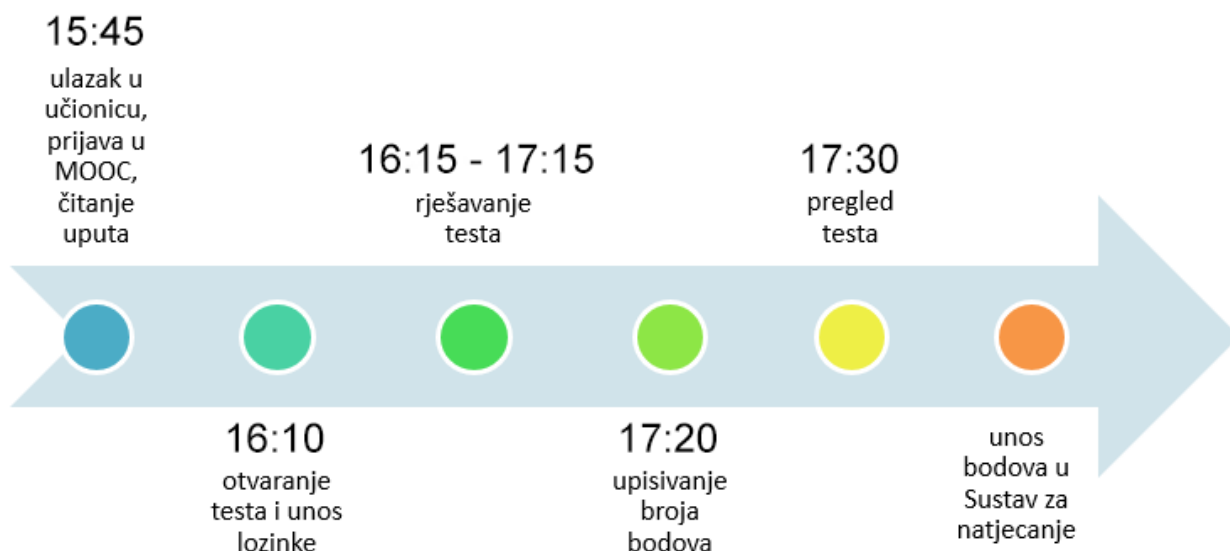 15:45
ulazak u
učionicu,
prijava u
MOOC,
čitanje
uputa
16:10
otvaranje
testa i unos
lozinke
16:15 - 17:15
rješavanje
testa
17:20
upisivanje
broja
bodova
17:30
pregled
testa
unos
bodova u
Sustav za
natjecanje